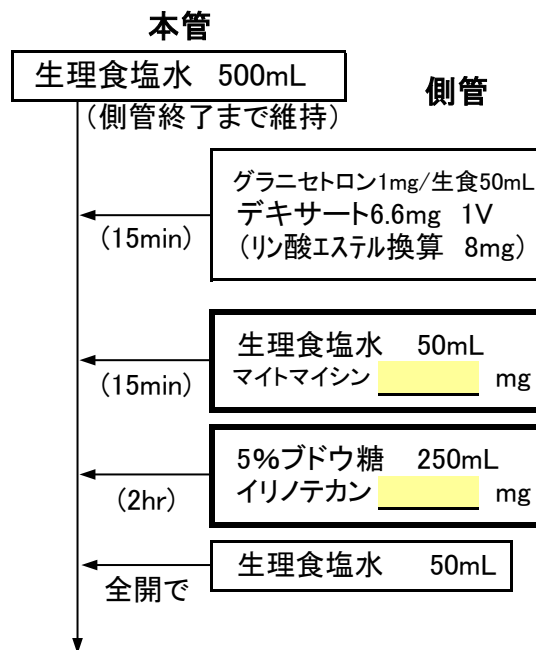 本管
生理食塩水 500mL
側管
(側管終了まで維持)
グラニセトロン1mg/生食50mL
デキサート6.6mg 1V
(リン酸エステル換算 8mg)
(15min)
生理食塩水 50mL
マイトマイシン mg
(15min)
5%ブドウ糖 250mL
イリノテカン mg
(2hr)
生理食塩水 50mL
全開で